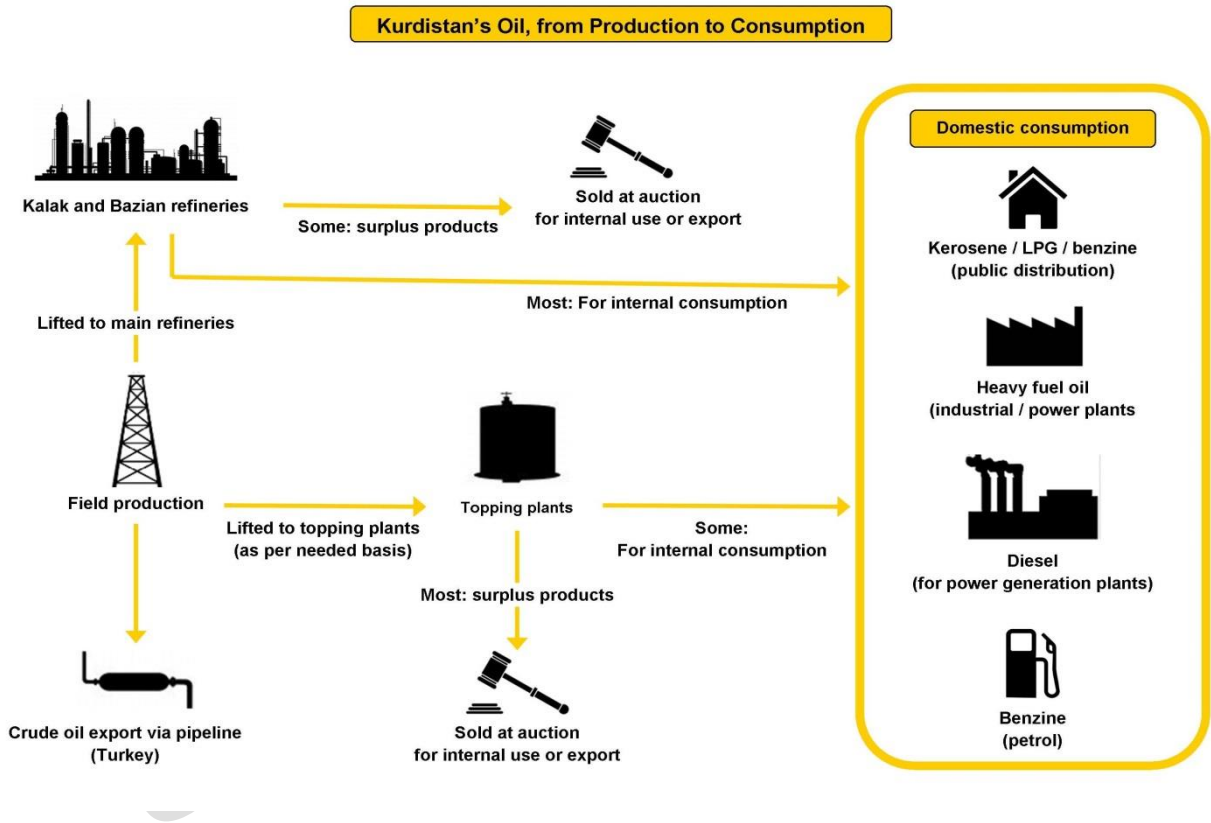 Kurdistan's Oil, from Production to Consumption
Kalak and Bazian refineries
Some: surplus products
Sold at auction
for internal use or export
Most: For internal consumption
Lifted to main refineries
Field production
Lifted to topping plants
(as per needed basis)
Topping plants
Some:
For internal consumption
Most: surplus products
Sold at auction
for internal use or export
Crude oil export via pipeline
(Turkey)
Domestic consumption
Kerosene / LPG / benzine
(public distribution)
Heavy fuel oil
(industrial / power plants
Diesel
(for power generation plants)
Benzine
(petrol)